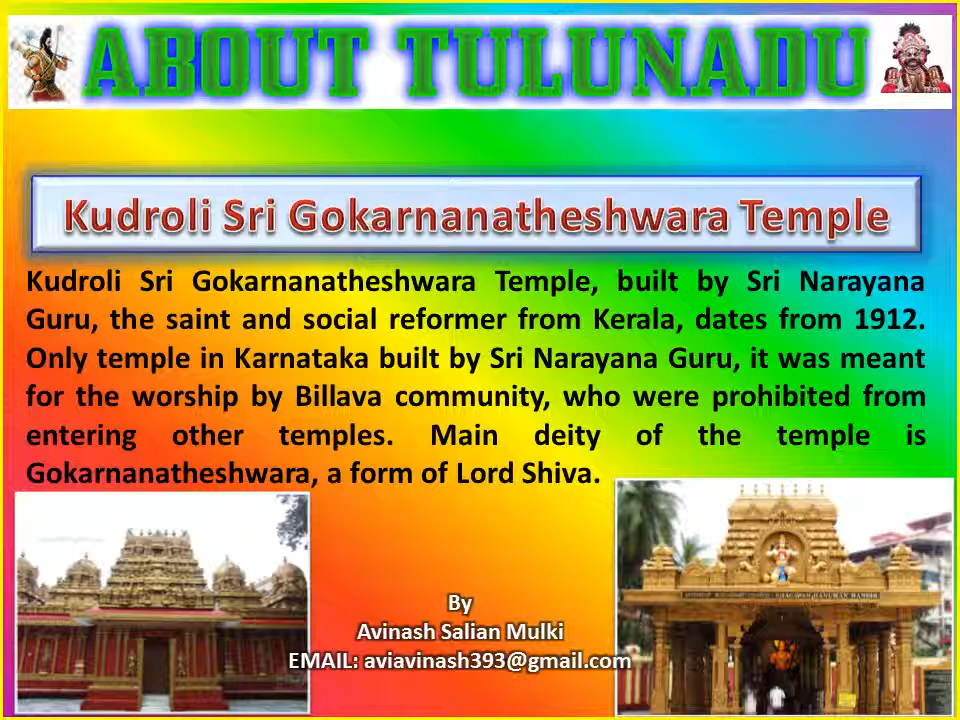 ABOUT TULUNADU
Kudroli Sri Gokarnanatheshwara Temple
Kudroli Sri Gokarnanatheshwara Temple, built by Sri Narayana
Guru, the saint and social reformer from Kerala, dates from 1912.
Only temple in Karnataka built by Sri Narayana Guru, it was meant
for the worship by Billava community, who were prohibited from
entering other temples. Main deity of the temple is
Gokarnanatheshwara, a form of Lord Shiva.
By
Avinash Salian Mulki
EMAIL: aviavinash393@gmail.com